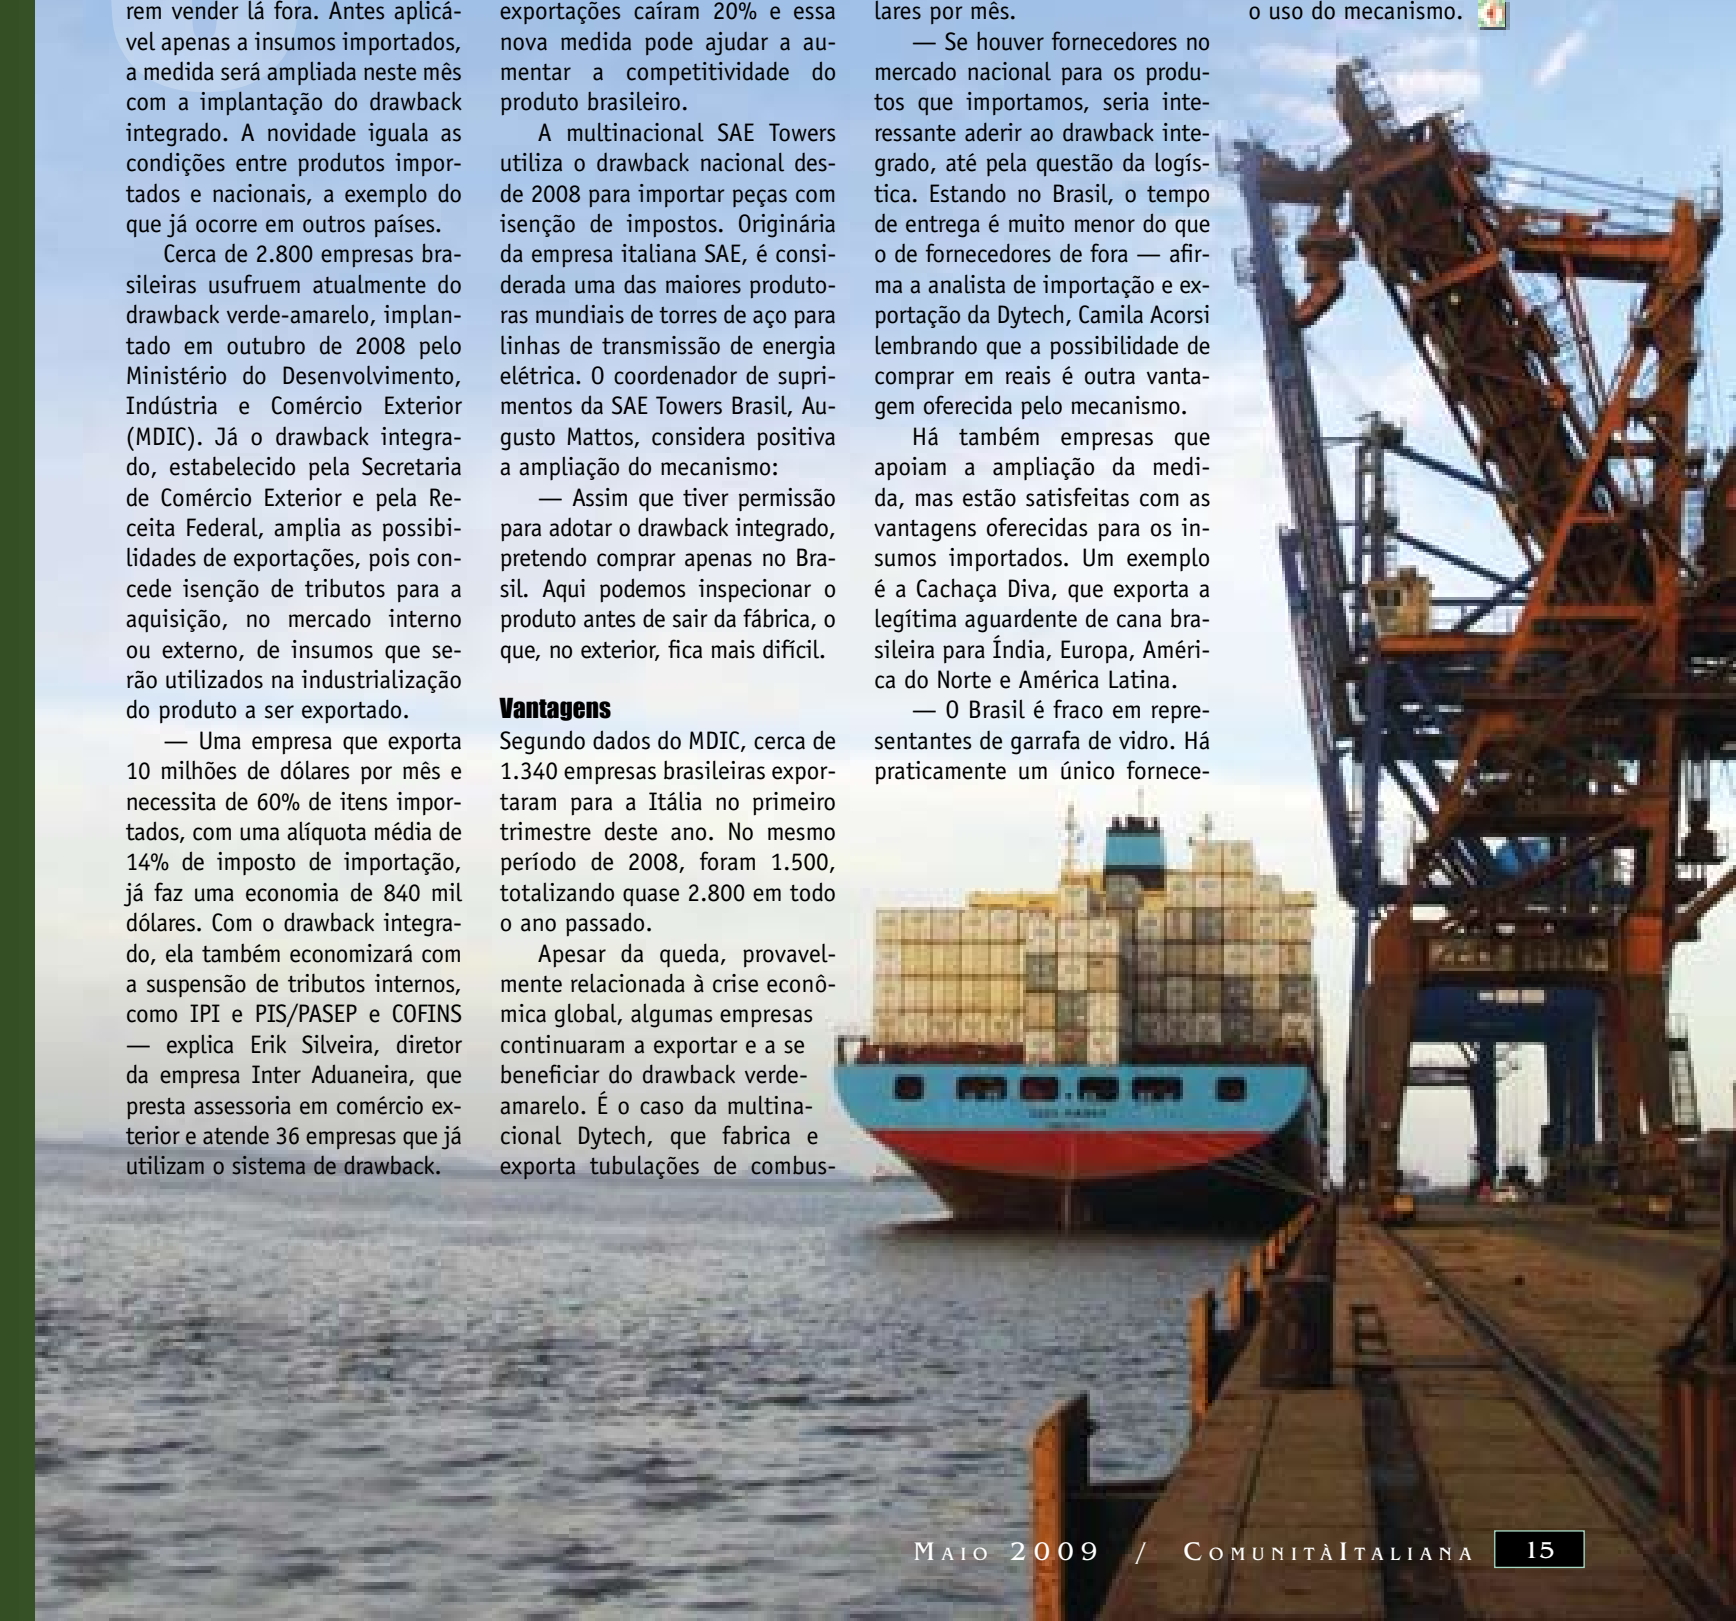 rem vender lá fora. Antes aplicá-
vel apenas a insumos importados,
a medida será ampliada neste mês
com a implantação do drawback
integrado. A novidade iguala as
condições entre produtos impor-
tados e nacionais, a exemplo do
que já ocorre em outros países.
Cerca de 2.800 empresas bra-
sileiras usufruem atualmente do
drawback verde-amarelo, implan-
tado em outubro de 2008 pelo
Ministério do Desenvolvimento,
Indústria e Comércio Exterior
(MDIC). Já o drawback integra-
do, estabelecido pela Secretaria
de Comércio Exterior e pela Re-
ceita Federal, amplia as possibi-
lidades de exportações, pois con-
cede isenção de tributos para a
aquisição, no mercado interno
ou externo, de insumos que se-
rão utilizados na industrialização
do produto a ser exportado.
— Uma empresa que exporta
10 milhões de dólares por mês e
necessita de 60% de itens impor-
tados, com uma alíquota média de
14% de imposto de importação,
já faz uma economia de 840 mil
dólares. Com o drawback integra-
do, ela também economizará com
a suspensão de tributos internos,
como IPI e PIS/PASEP e COFINS
— explica Erik Silveira, diretor
da empresa Inter Aduaneira, que
presta assessoria em comércio ex-
terior e atende 36 empresas que já
utilizam o sistema de drawback.
exportações caíram 20% e essa
nova medida pode ajudar a au-
mentar a competitividade do
produto brasileiro.
A multinacional SAE Towers
utiliza o drawback nacional des-
de 2008 para importar peças com
isenção de impostos. Originária
da empresa italiana SAE, é consi-
derada uma das maiores produto-
ras mundiais de torres de aço para
linhas de transmissão de energia
elétrica. O coordenador de supri-
mentos da SAE Towers Brasil, Au-
gusto Mattos, considera positiva
a ampliação do mecanismo:
— Assim que tiver permissão
para adotar o drawback integrado,
pretendo comprar apenas no Bra-
sil. Aqui podemos inspecionar o
produto antes de sair da fábrica, o
que, no exterior, fica mais difícil.
Vantagens
Segundo dados do MDIC, cerca de
1.340 empresas brasileiras expor-
taram para a Itália no primeiro
trimestre deste ano. No mesmo
período de 2008, foram 1.500,
totalizando quase 2.800 em todo
o ano passado.
Apesar da queda, provavel-
mente relacionada à crise econô-
mica global, algumas empresas
continuaram a exportar e a se
beneficiar do drawback verde-
amarelo. É o caso da multina-
cional Dytech, que fabrica e
exporta tubulações de combus-
lares por mês.
— Se houver fornecedores no
mercado nacional para os produ-
tos que importamos, seria inte-
ressante aderir ao drawback inte-
grado, até pela questão da logís-
tica. Estando no Brasil, o tempo
de entrega é muito menor do que
o de fornecedores de fora — afir-
ma a analista de importação e ex-
portação da Dytech, Camila Acorsi
lembrando que a possibilidade de
comprar em reais é outra vanta-
gem oferecida pelo mecanismo.
Há também empresas que
apoiam a ampliação da medi-
da, mas estão satisfeitas com as
vantagens oferecidas para os in-
sumos importados. Um exemplo
é a Cachaça Diva, que exporta a
legítima aguardente de cana bra-
sileira para Índia, Europa, Améri-
ca do Norte e América Latina.
— O Brasil é fraco em repre-
sentantes de garrafa de vidro. Há
praticamente um único fornece-
o uso do mecanismo.
MAIO 2009 / COMUNITÀITALIANA 15